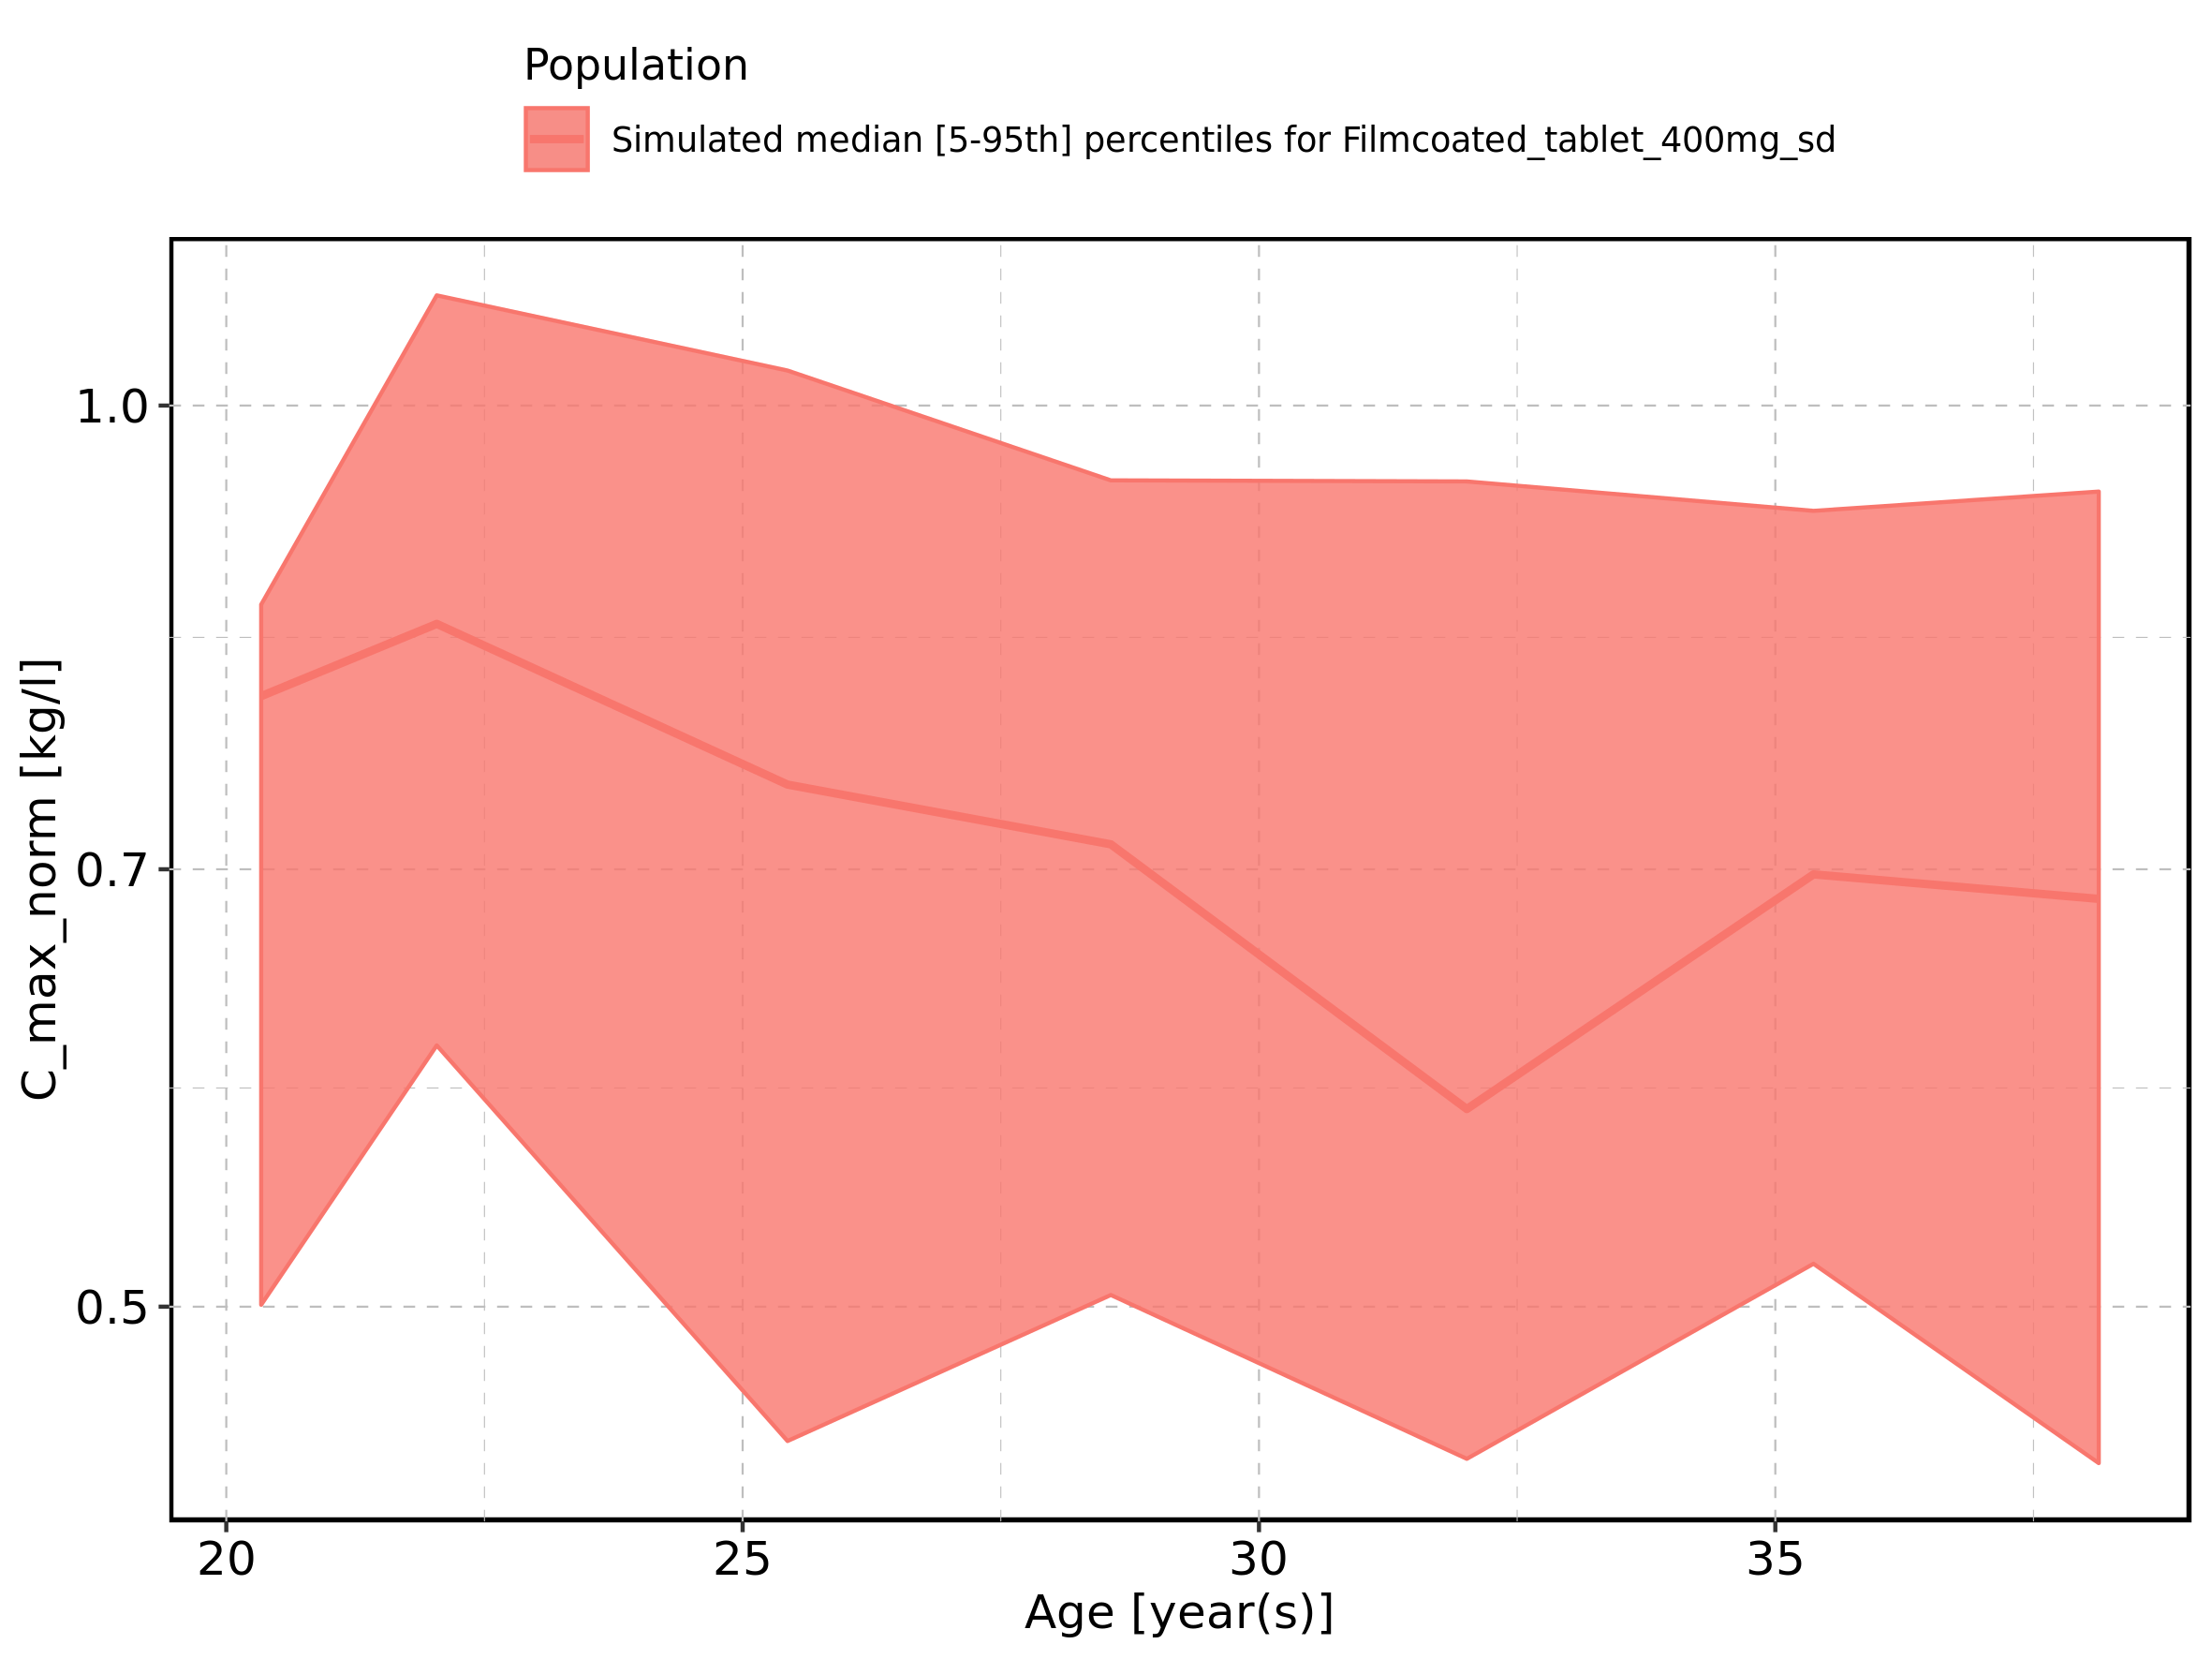 Population
Simulated median [5-95th] percentiles for Filmcoated_tablet_400mg_sd
C_max_norm [kg/l]
1.0
0.7
0.5
20 25 30 35
Age [year(s)]